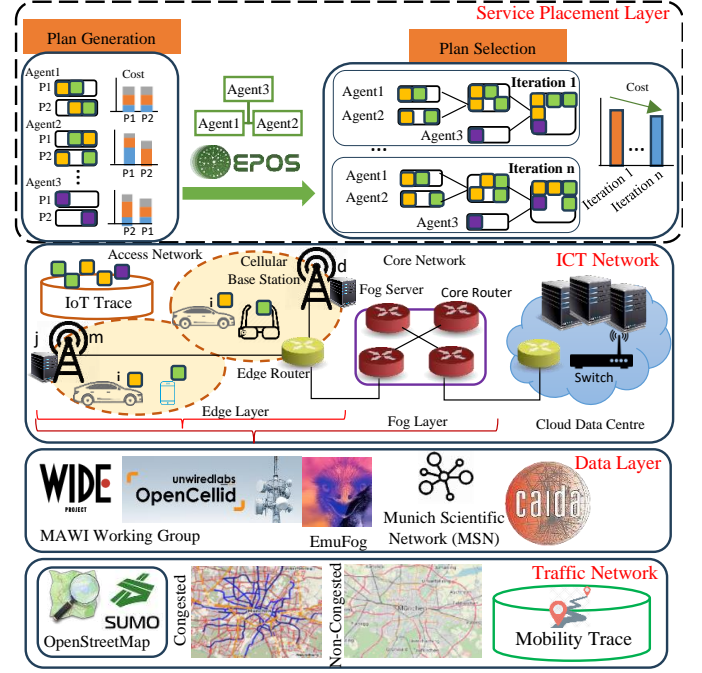 Service Placement Layer
Plan Generation
Plan Selection
Agent1
P1
P2
Agent2
P1
P2
Agent3
P1
P2
Cost
P1 P2
P1 P2
P2 P1
Agent3
Agent1
Agent2
EPOS
Iteration 1
Agent1
Agent2
Agent3
...
Iteration n
Agent1
Agent2
Agent3
Cost
...
Iteration 1
Iteration n
ICT Network
Access Network
IoT Trace
Cellular
Base Station
i
d
Core Network
Fog Server
Core Router
j
m
i
Edge Router
Switch
Edge Layer
Fog Layer
Cloud Data Centre
Data Layer
WIDE
PROJECT
MAWI Working Group
unwiredlabs
OpenCellid
EmuFog
Munich Scientific
Network (MSN)
caida
Traffic Network
OpenStreetMap
SUMO
Congested
Non-Congested
München
Mobility Trace